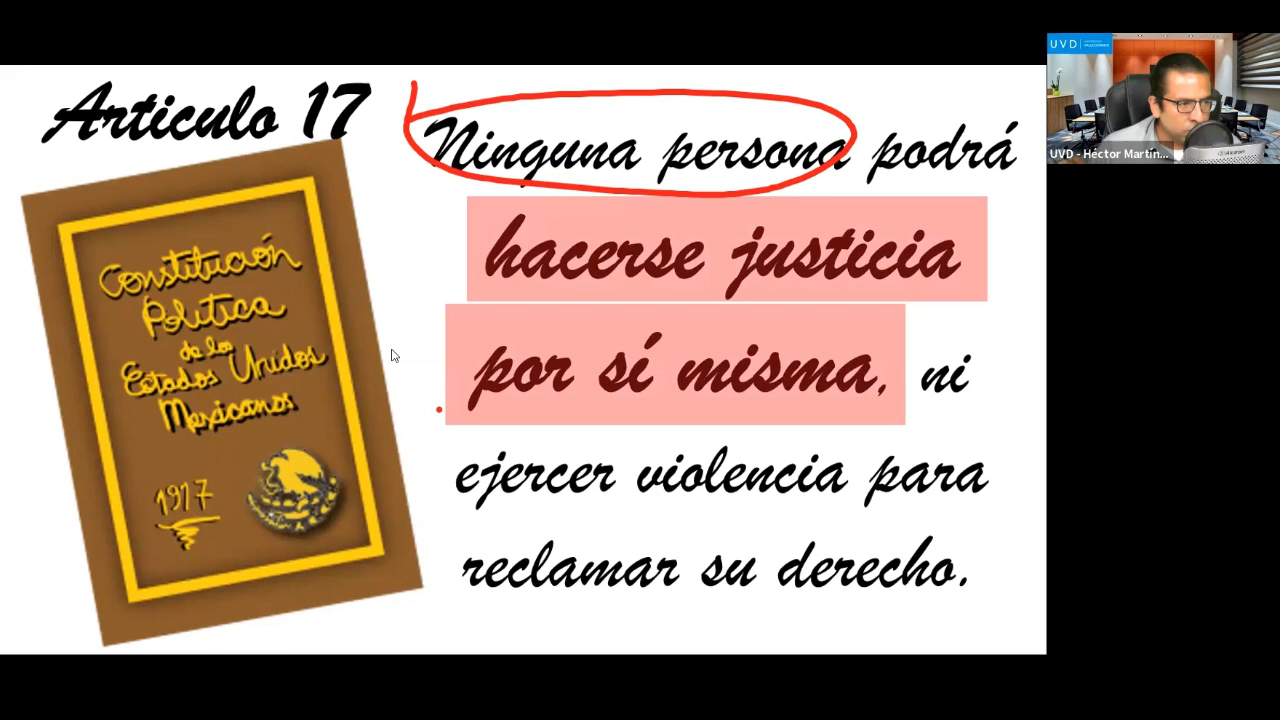 Articulo 17
Ninguna persona podrá
hacerse justicia
por sí misma, ni
ejercer violencia para
reclamar su derecho.
Constitución
Política
de los
Estados Unidos
Mexicanos
1917
UVD
UVD - Héctor Martín...